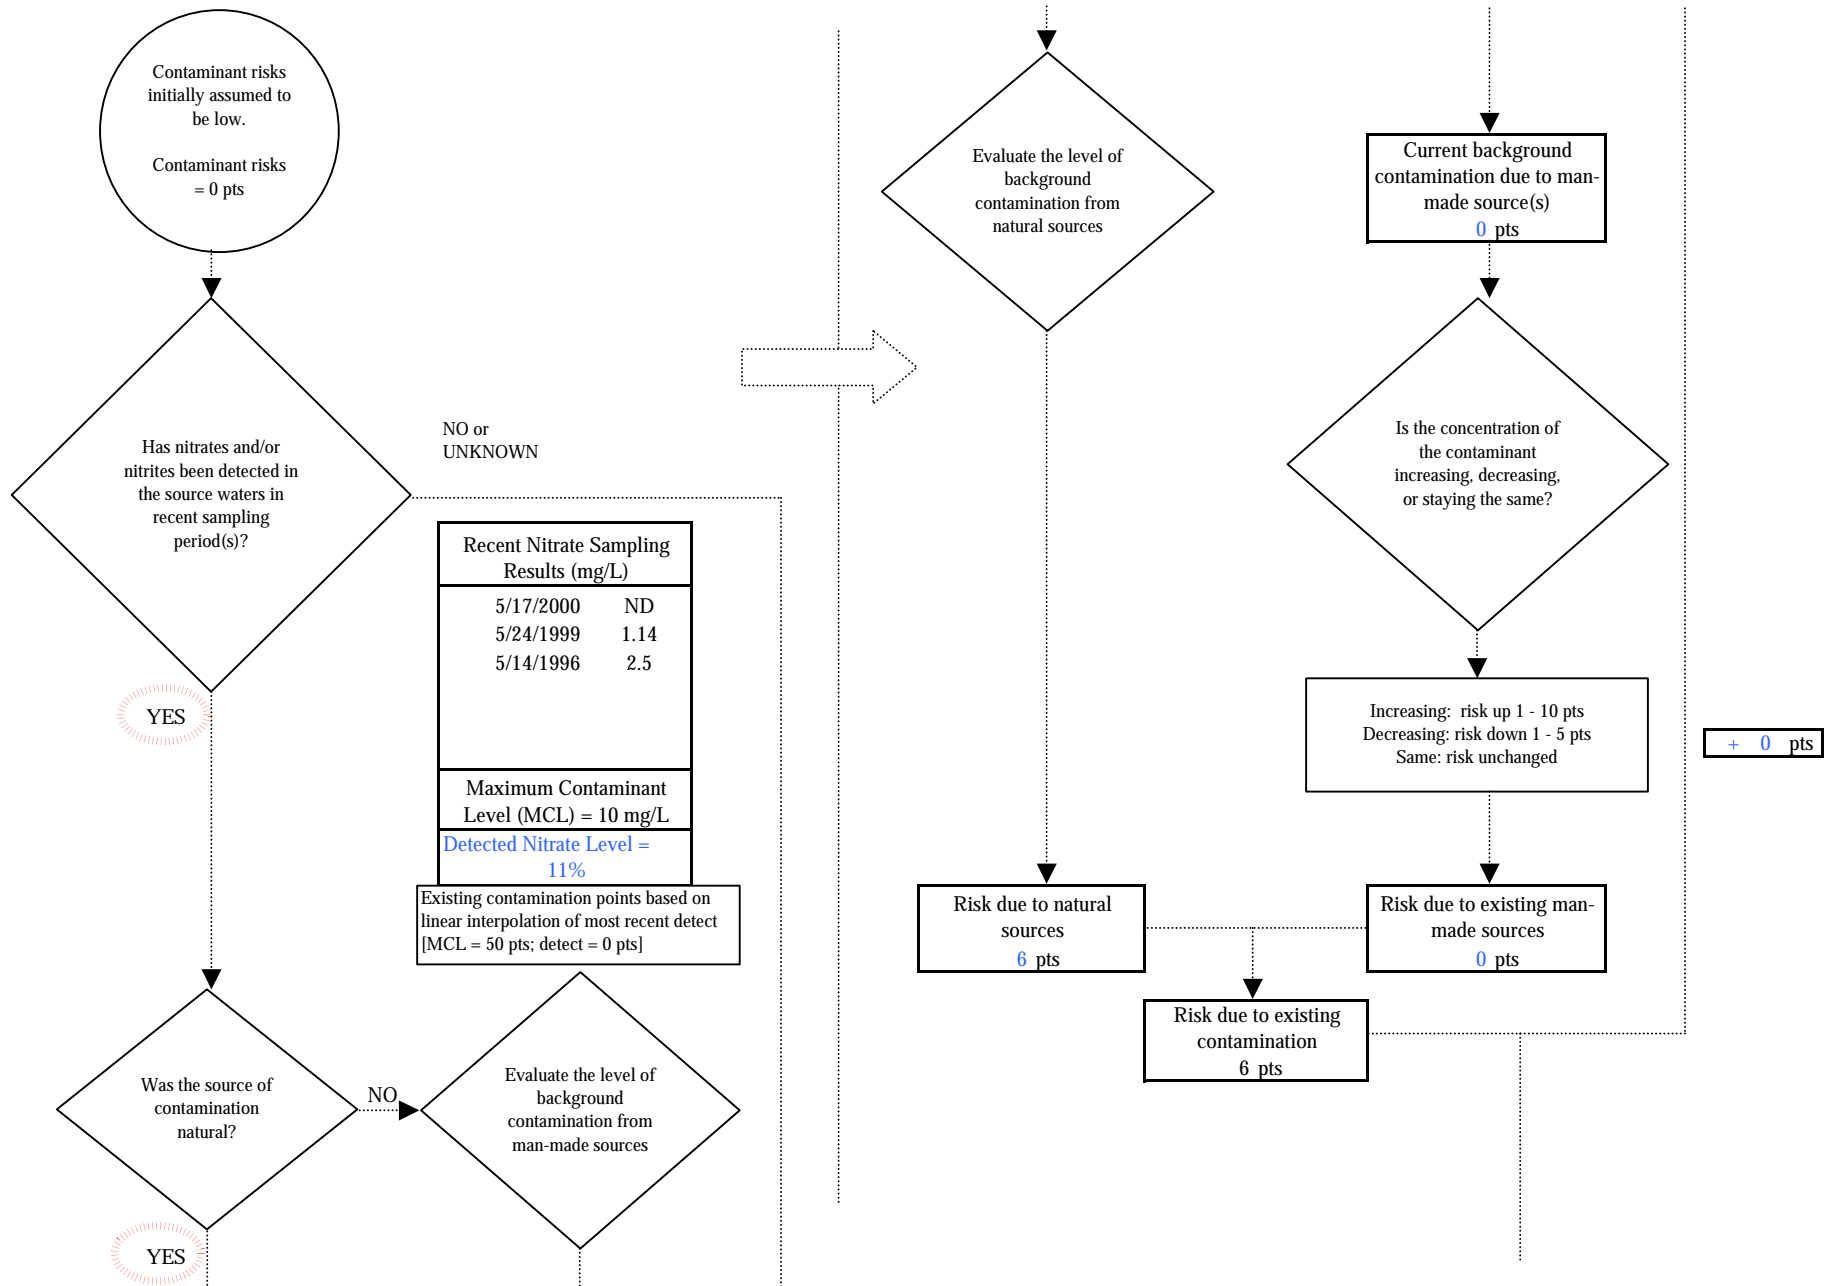 Contaminant risks
initially assumed to
be low.
Contaminant risks
= 0 pts
Has nitrates and/or
nitrites been detected in
the source waters in
recent sampling
period(s)?
NO or
UNKNOWN
YES
Recent Nitrate Sampling
Results (mg/L)
5/17/2000 ND
5/24/1999 1.14
5/14/1996 2.5
Maximum Contaminant
Level (MCL) = 10 mg/L
Detected Nitrate Level =
11%
Existing contamination points based on
linear interpolation of most recent detect
[MCL = 50 pts; detect = 0 pts]
Was the source of
contamination
natural?
NO
YES
Evaluate the level of
background
contamination from
man-made sources
Evaluate the level of
background
contamination from
natural sources
Current background
contamination due to man-
made source(s)
0 pts
Is the concentration of
the contaminant
increasing, decreasing,
or staying the same?
Increasing: risk up 1 - 10 pts
Decreasing: risk down 1 - 5 pts
Same: risk unchanged
+ 0 pts
Risk due to natural
sources
6 pts
Risk due to existing man-
made sources
0 pts
Risk due to existing
contamination
6 pts